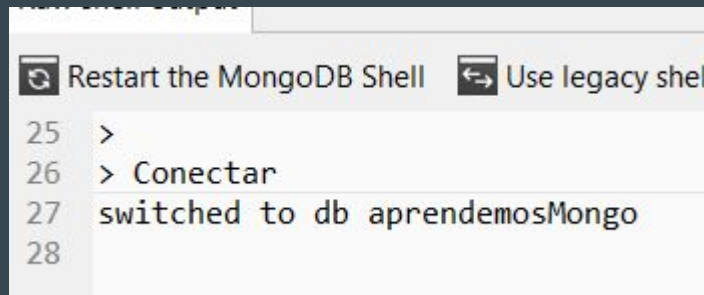 Restart the MongoDB Shell Use legacy shel
25 >
26 > Conectar
27 switched to db aprendemosMongo
28